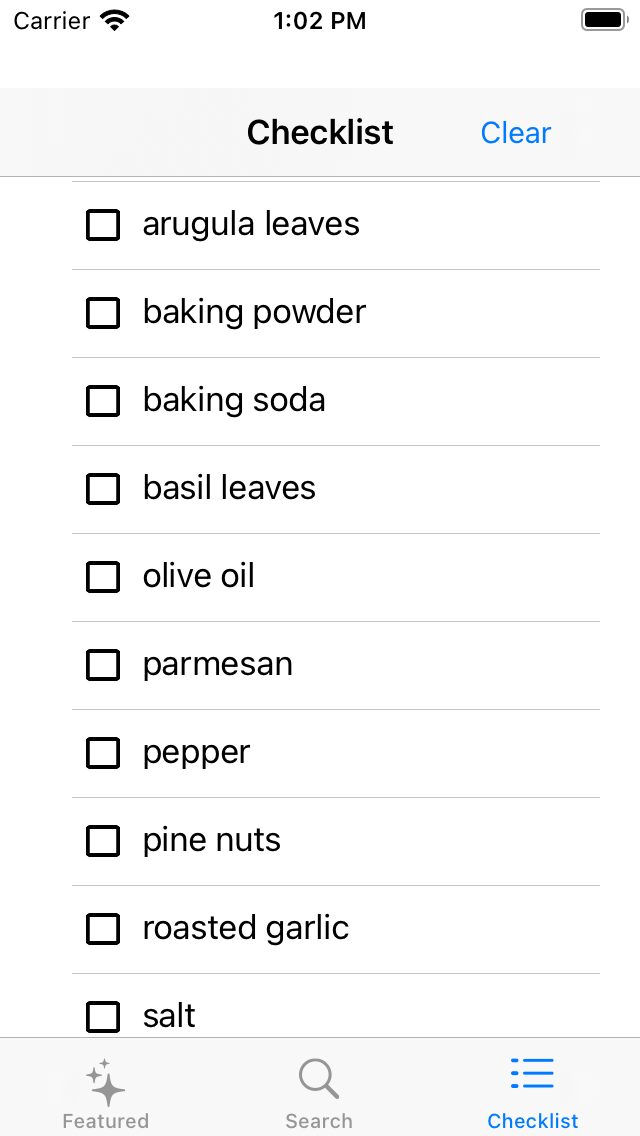 Carrier 1:02 PM
Checklist Clear
arugula leaves
baking powder
baking soda
basil leaves
olive oil
parmesan
pepper
pine nuts
roasted garlic
salt
Featured Search Checklist